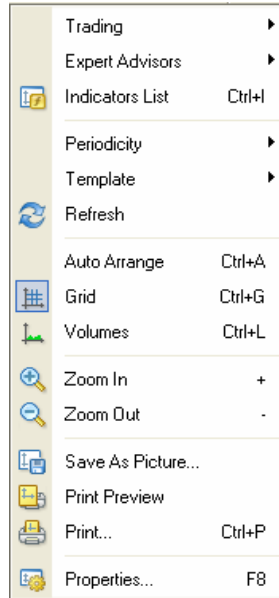 Trading
Expert Advisors
Indicators List Ctrl+I
Periodicity
Template
Refresh
Auto Arrange Ctrl+A
Grid Ctrl+G
Volumes Ctrl+L
Zoom In +
Zoom Out -
Save As Picture...
Print Preview
Print... Ctrl+P
Properties... F8